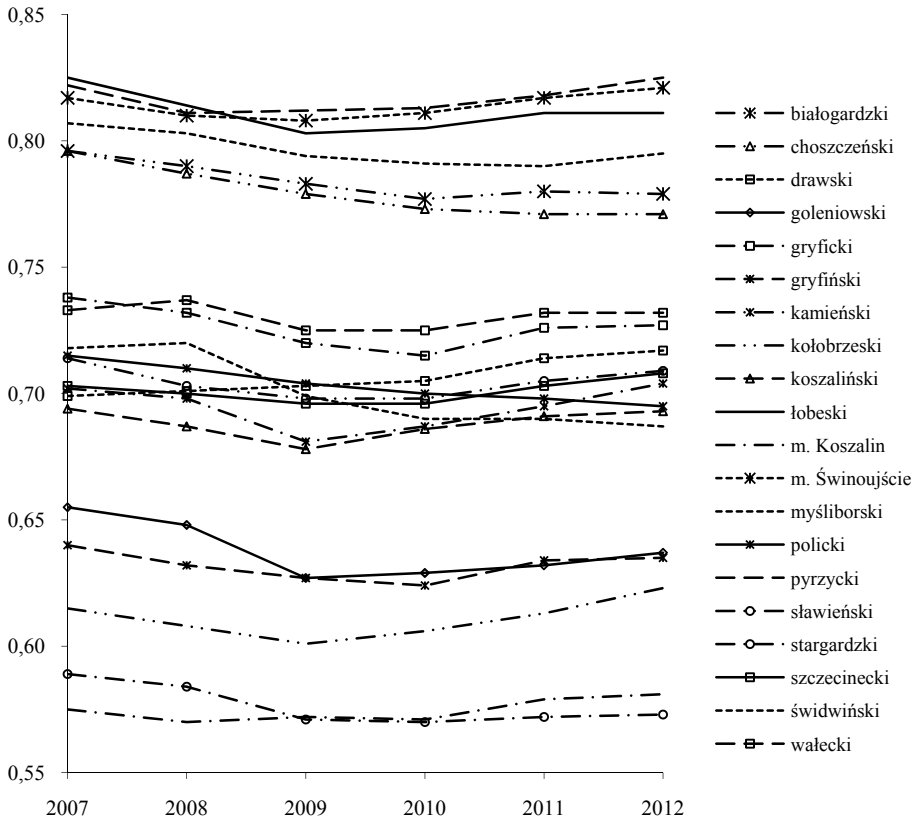 0,85
0,80
0,75
0,70
0,65
0,60
0,55
2007 2008 2009 2010 2011 2012
białogardzki
choszczeński
drawski
goleniowski
gryficki
gryfiński
kamieński
kołobrzeski
koszaliński
łobeski
m. Koszalin
m. Świnoujście
myśliborski
policki
pyrzycki
sławieński
stargardzki
szczecinecki
świdwiński
wałecki